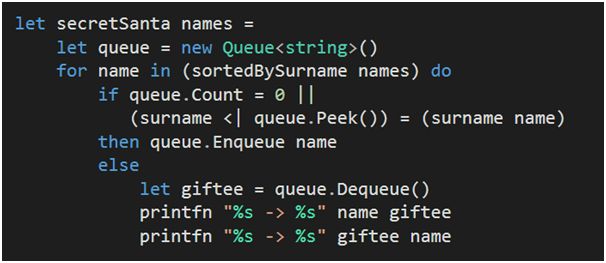 let secretSanta names =
    let queue = new Queue<string>()
    for name in (sortedBySurname names) do
        if queue.Count = 0 ||
           (surname <| queue.Peek()) = (surname name)
        then queue.Enqueue name
        else
            let giftee = queue.Dequeue()
            printfn "%s -> %s" name giftee
            printfn "%s -> %s" giftee name